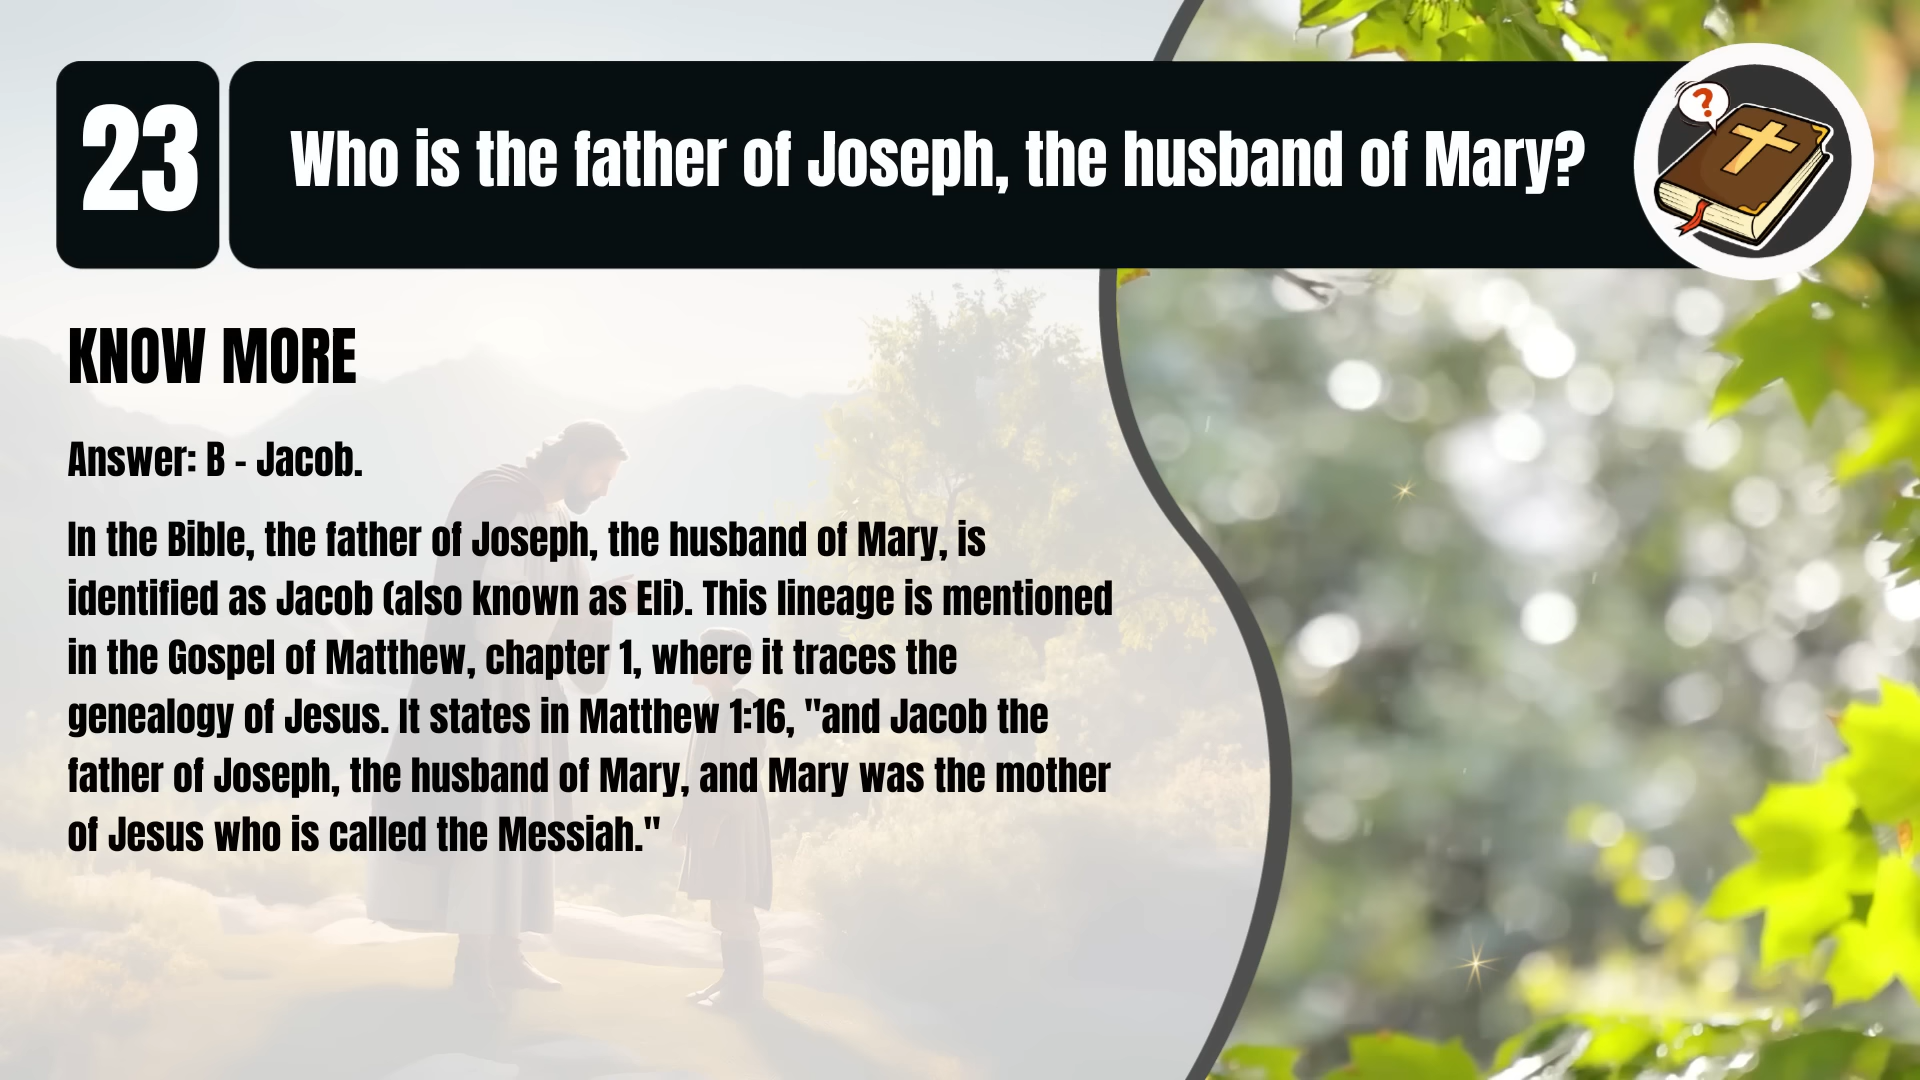 23
Who is the father of Joseph, the husband of Mary?
?
KNOW MORE
Answer: B - Jacob.
In the Bible, the father of Joseph, the husband of Mary, is
identified as Jacob (also known as Eli). This lineage is mentioned
in the Gospel of Matthew, chapter 1, where it traces the
genealogy of Jesus. It states in Matthew 1:16, "and Jacob the
father of Joseph, the husband of Mary, and Mary was the mother
of Jesus who is called the Messiah."